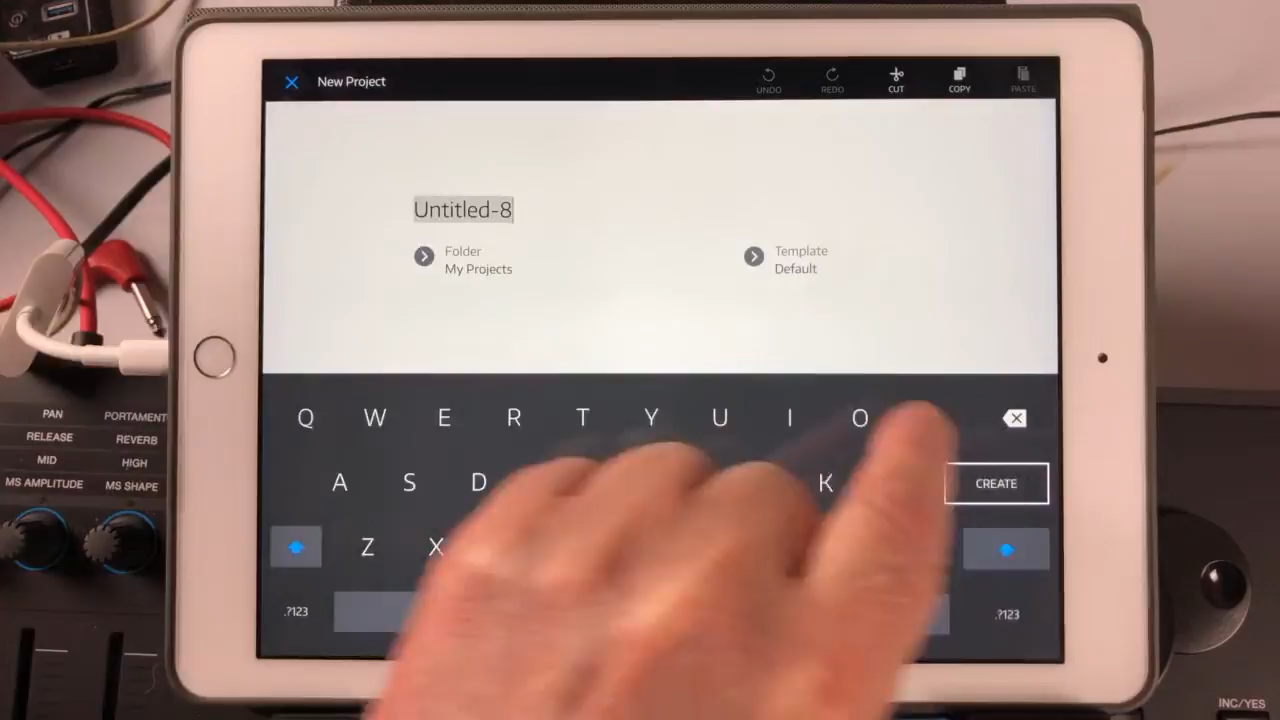 New Project
UNDO
REDO
CUT
COPY
PASTE
Untitled-8
Folder
My Projects
Template
Default
Q W E R T Y U I O
A S D K
CREATE
Z X
.?123
.?123
PAN
PORTAMENT
RELEASE
REVERB
MID
HIGH
MS AMPLITUDE
MS SHAPE
INC/YES